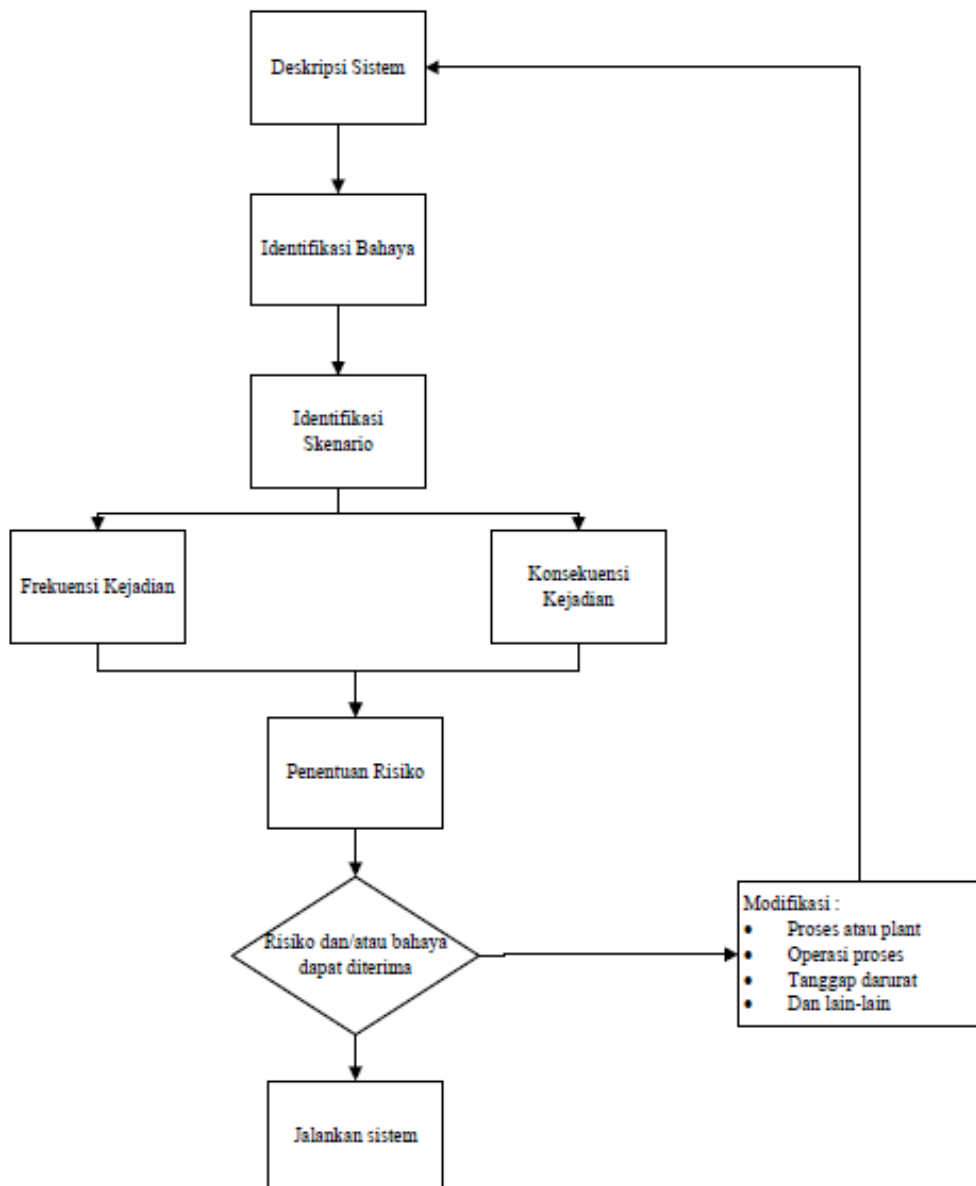 Deskripsi Sistem
Identifikasi Bahaya
Identifikasi
Skenario
Frekuensi Kejadian
Konsekuensi
Kejadian
Penentuan Risiko
Risiko dan/atau bahaya
dapat diterima
Modifikasi :
• Proses atau plant
• Operasi proses
• Tanggap darurat
• Dan lain-lain
Jalankan sistem